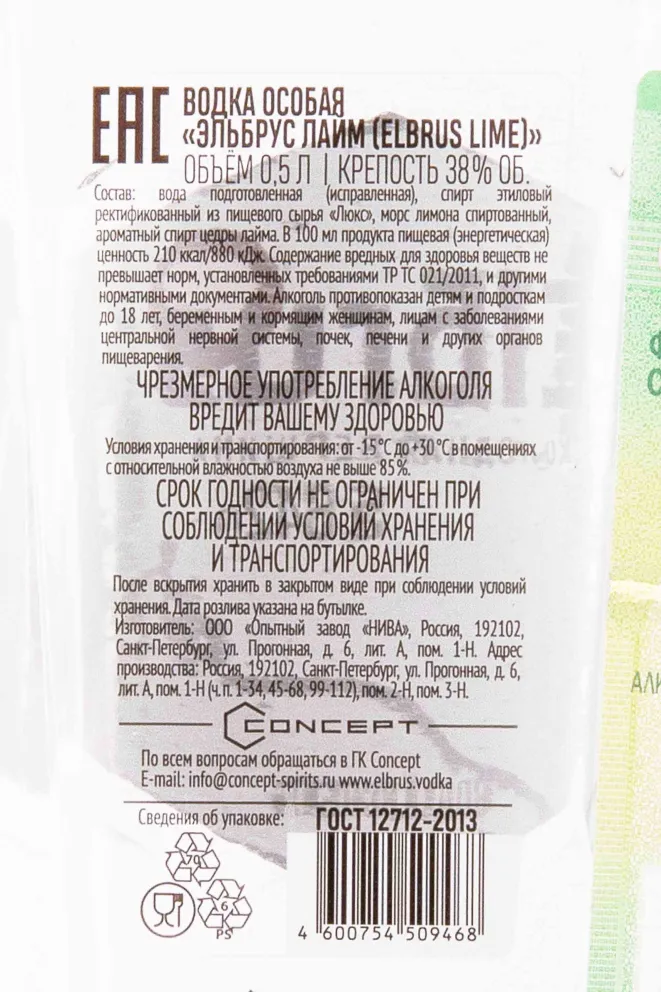 ЕАС
ВОДКА ОСОБАЯ
«ЭЛЬБРУС ЛАЙМ (ELBRUS LIME)»
ОБЪЁМ 0,5 Л | КРЕПОСТЬ 38% ОБ.
Состав: вода подготовленная (исправленная), спирт этиловый
ректификованный из пищевого сырья «Люкс», морс лимона спиртованный,
ароматный спирт цедры лайма. В 100 мл продукта пищевая (энергетическая)
ценность 210 ккал/880 кДж. Содержание вредных для здоровья веществ не
превышает норм, установленных требованиями ТР ТС 021/2011, и другими
нормативными документами. Алкоголь противопоказан детям и подросткам
до 18 лет, беременным и кормящим женщинам, лицам с заболеваниями
центральной нервной системы, почек, печени и других органов
пищеварения.
ЧРЕЗМЕРНОЕ УПОТРЕБЛЕНИЕ АЛКОГОЛЯ
ВРЕДИТ ВАШЕМУ ЗДОРОВЬЮ
Условия хранения и транспортирования: от -15 °С до +30 °С в помещениях
с относительной влажностью воздуха не выше 85%.
СРОК ГОДНОСТИ НЕ ОГРАНИЧЕН ПРИ
СОБЛЮДЕНИИ УСЛОВИЙ ХРАНЕНИЯ
И ТРАНСПОРТИРОВАНИЯ
После вскрытия хранить в закрытом виде при соблюдении условий
хранения. Дата розлива указана на бутылке.
Изготовитель: ООО «Опытный завод «НИВА», Россия, 192102,
Санкт-Петербург, ул. Прогонная, д. 6, лит. А, пом. 1-Н. Адрес
производства: Россия, 192102, Санкт-Петербург, ул. Прогонная, д. 6,
лит. А, пом. 1-Н (ч.п. 1-34, 45-68, 99-112), пом. 2-Н, пом. 3-Н.
CONCEPT
По всем вопросам обращаться в ГК Concept
E-mail: info@concept-spirits.ru www.elbrus.vodka
Сведения об упаковке:
ГОСТ 12712-2013
70
6
PS
4 600754 509468